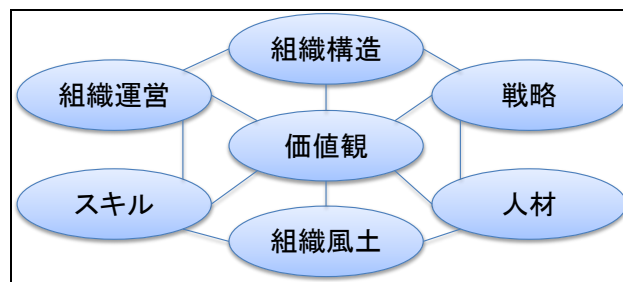 組織構造
組織運営
戦略
価値観
スキル
人材
組織風土